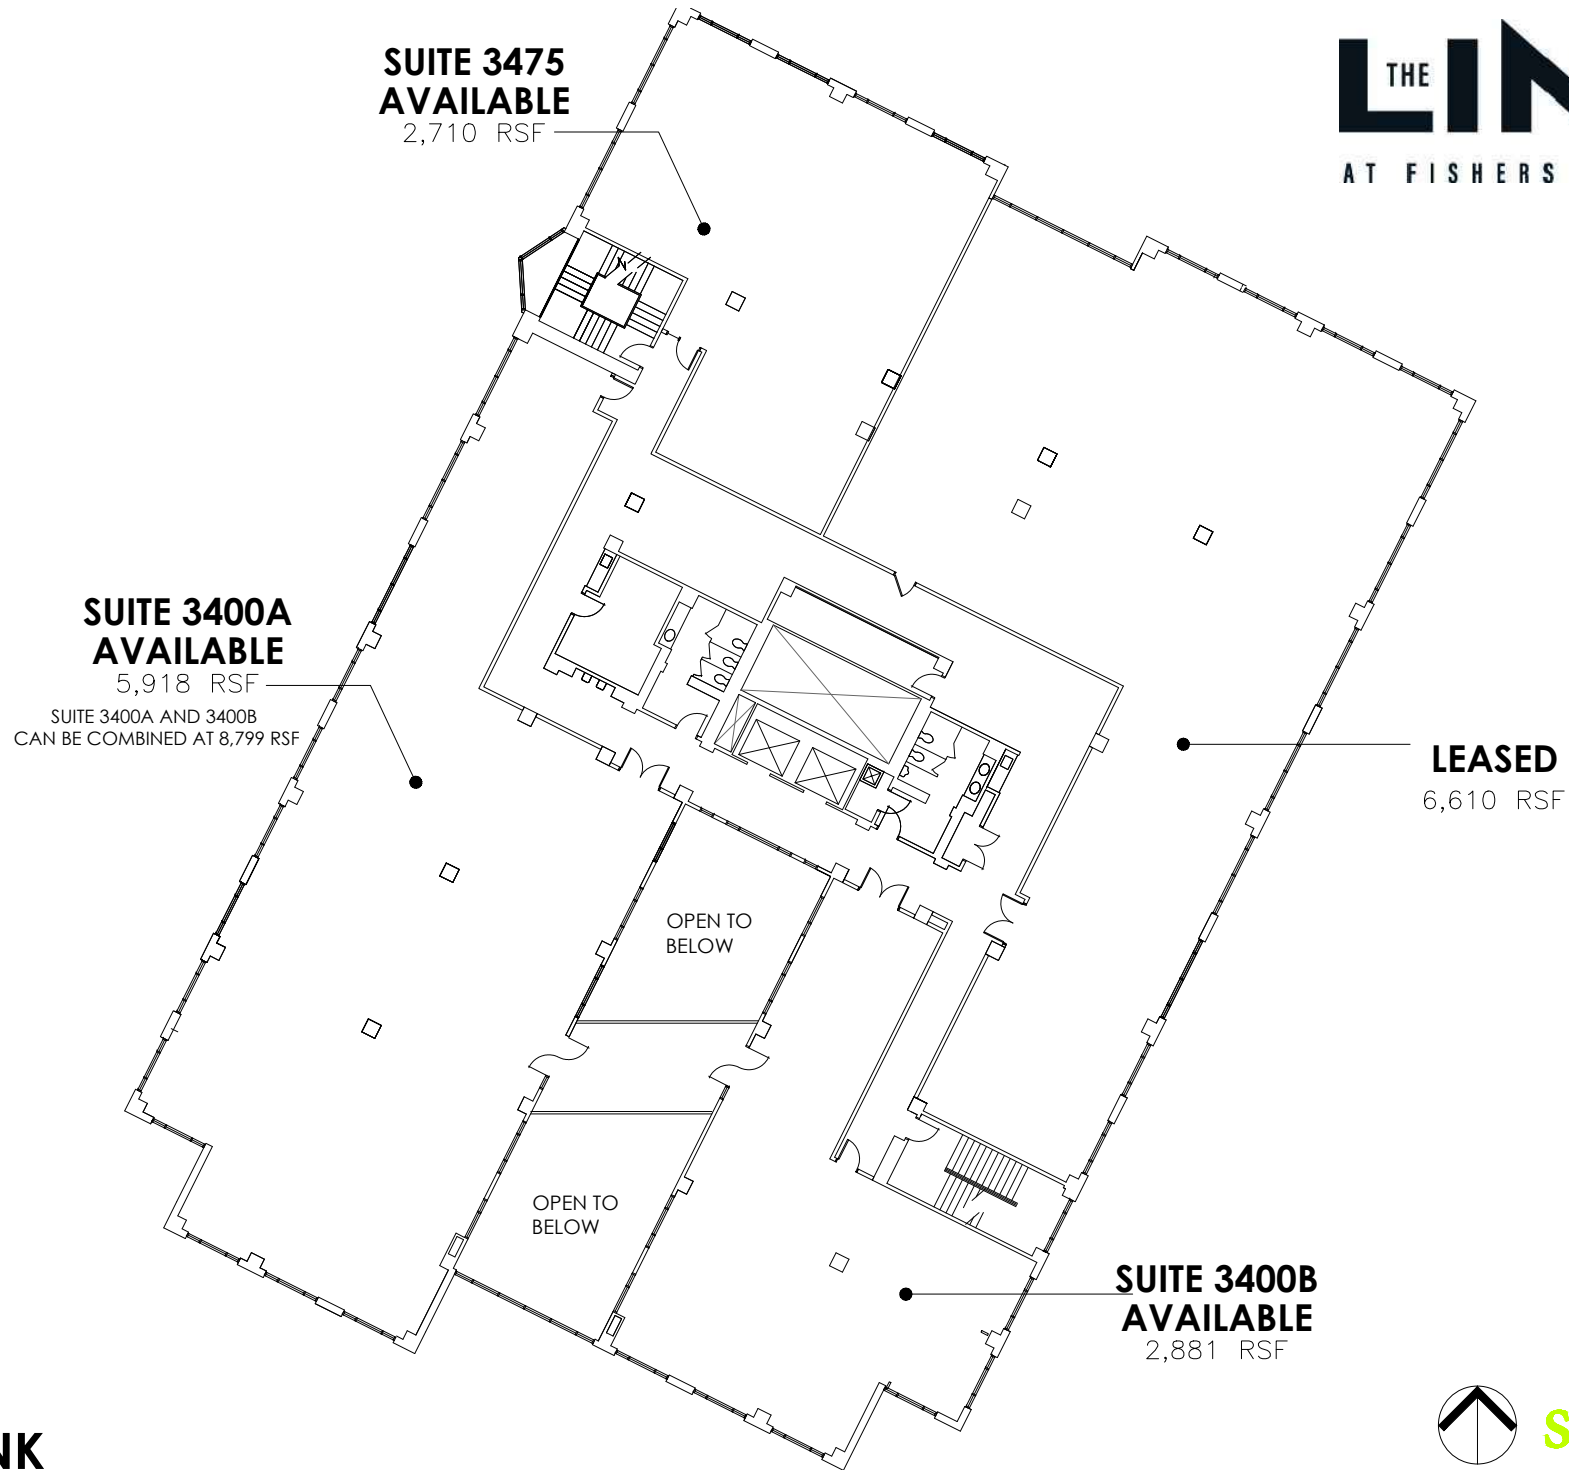 SUITE 3475
AVAILABLE
2,710 RSF
THE
LIN
AT FISHERS
SUITE 3400A
AVAILABLE
5,918 RSF
SUITE 3400A AND 3400B
CAN BE COMBINED AT 8,799 RSF
LEASED
6,610 RSF
OPEN TO
BELOW
OPEN TO
BELOW
SUITE 3400B
AVAILABLE
2,881 RSF
NK
S